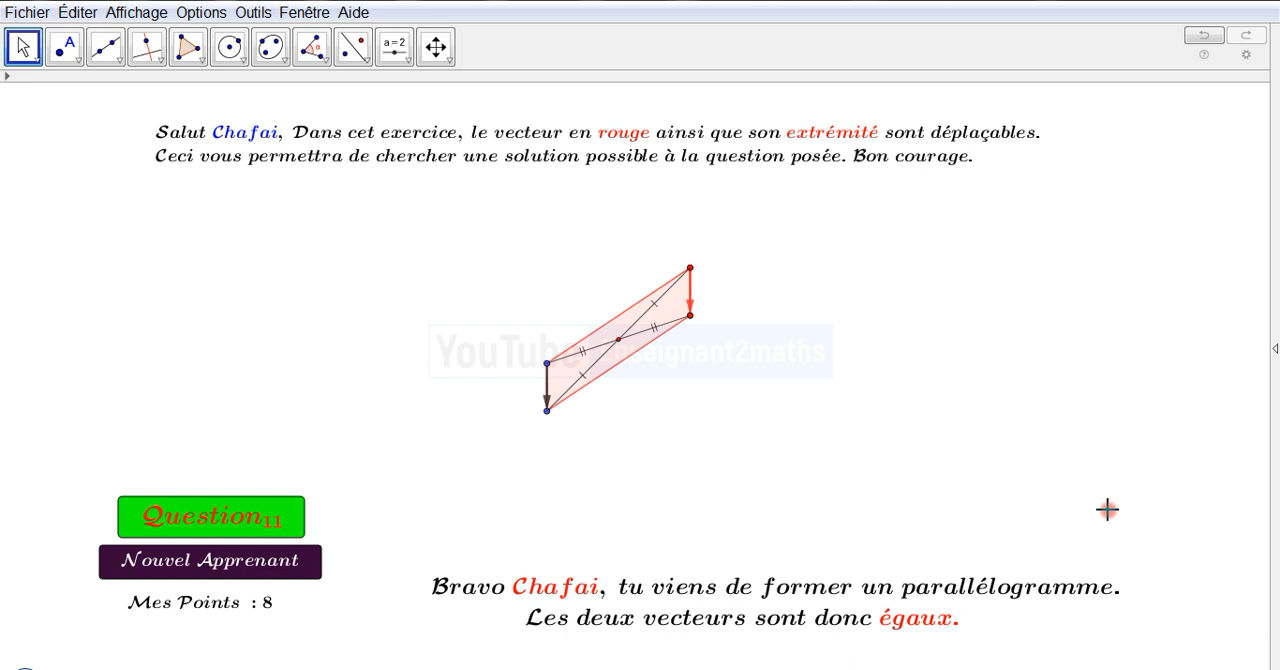 Fichier Éditer Affichage Options Outils Fenêtre Aide
A
α
a=2
Salut Chafai, Dans cet exercice, le vecteur en rouge ainsi que son extrémité sont déplaçables.
Ceci vous permettra de chercher une solution possible à la question posée. Bon courage.
YouTube enseignant2maths
Question11
Nouvel Apprenant
Mes Points : 8
Bravo Chafai, tu viens de former un parallélogramme.
Les deux vecteurs sont donc égaux.